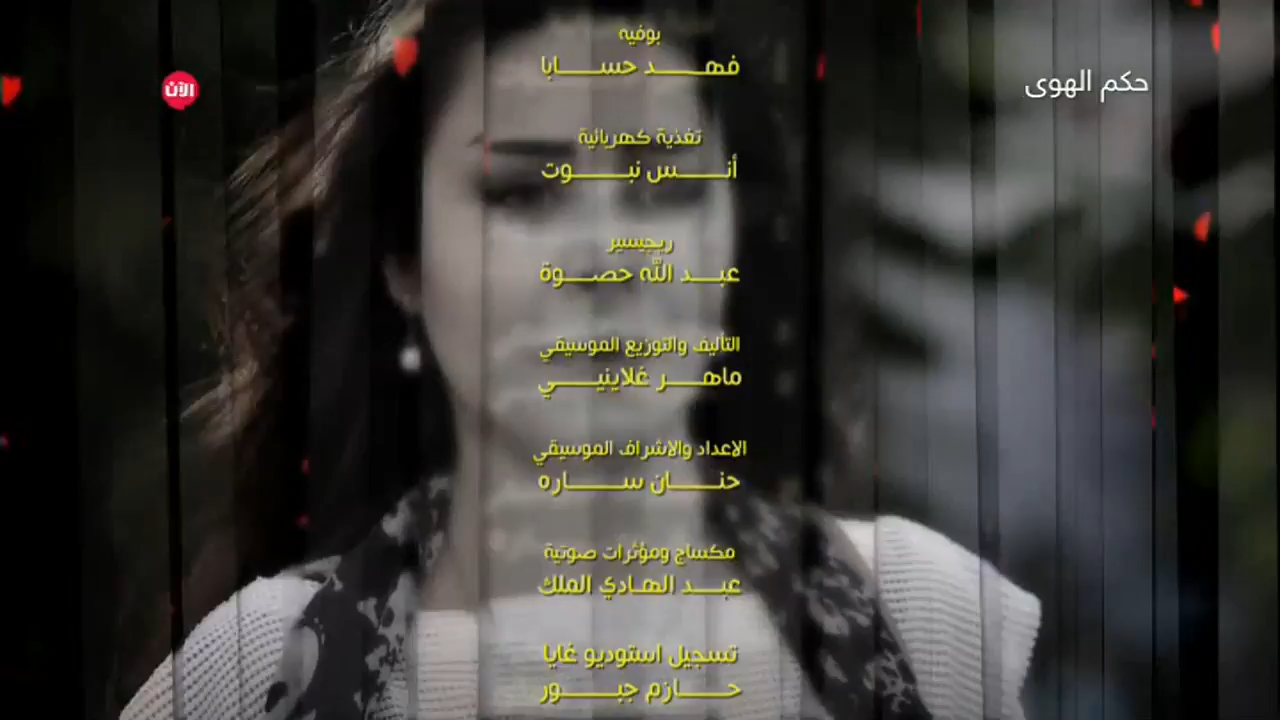 بوفيه
فهد حسابا
الآن
حكم الهوى
تغذية كهربائية
أنس نبوت
ريجيسير
عبد الله حصوة
التأليف والتوزيع الموسيقي
ماهر غلاييني
الاعداد والاشراف الموسيقي
حنان ساره
مكساج ومؤثرات صوتية
عبد الهادي الملك
تسجيل استوديو غايا
حازم جبور